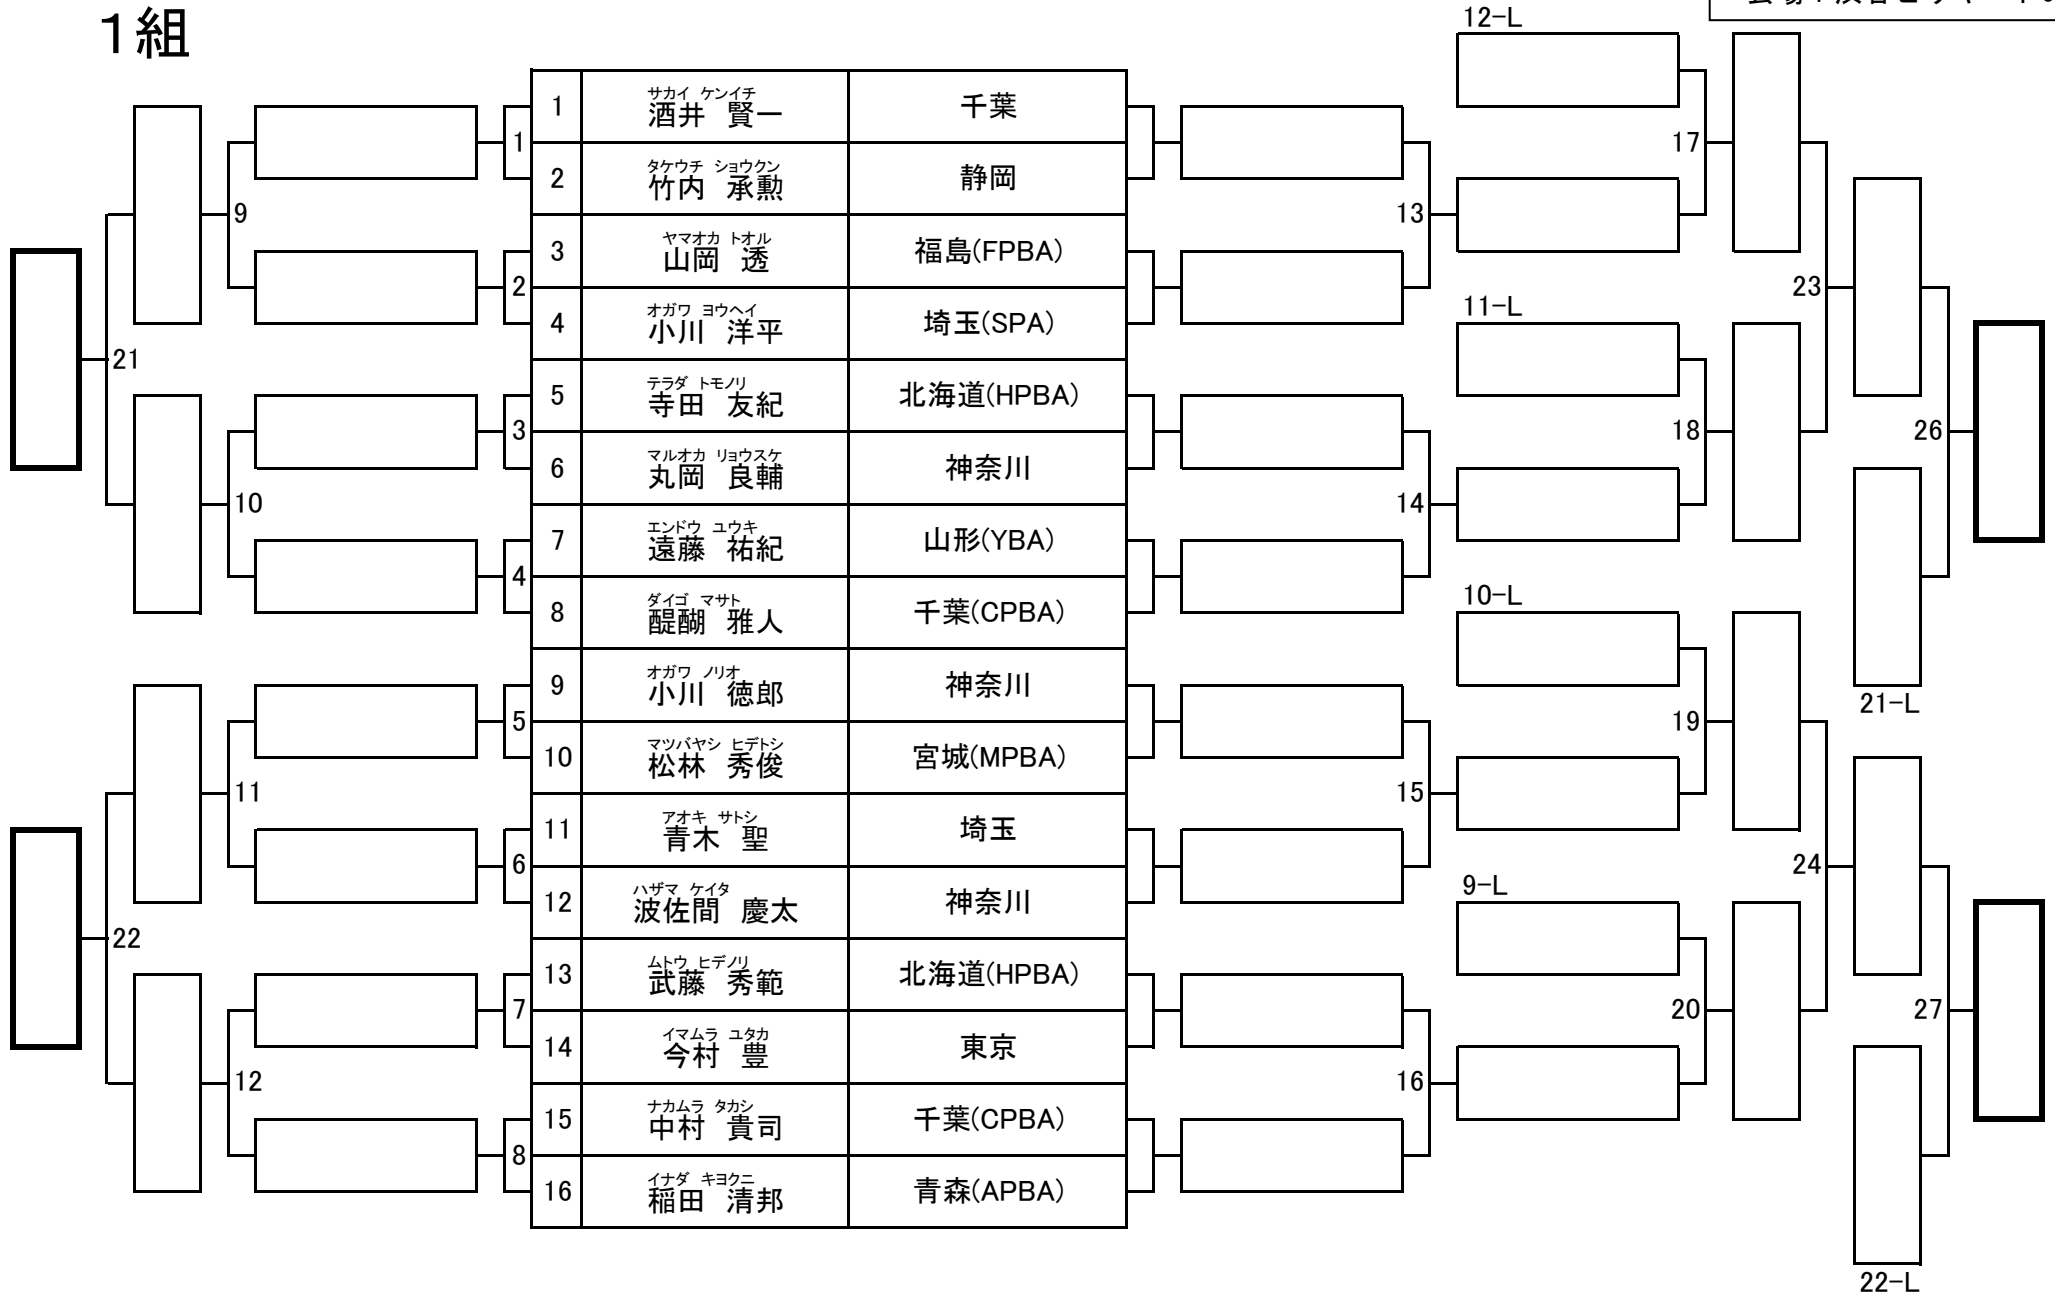 1組
12-L
サカイ ケンイチ
1 酒井 賢一 千葉
1
17
タケウチ ショウクン
2 竹内 承勲 静岡
9
13
ヤマオカ トオル
3 山岡 透 福島(FPBA)
2
23
オガワ ヨウヘイ
4 小川 洋平 埼玉(SPA)
11-L
21
テラダ トモノリ
5 寺田 友紀 北海道(HPBA)
3
18
26
マルオカ リョウスケ
6 丸岡 良輔 神奈川
10
14
エンドウ ユウキ
7 遠藤 祐紀 山形(YBA)
4
10-L
ダイゴ マサト
8 醍醐 雅人 千葉(CPBA)
オガワ ノリオ
9 小川 徳郎 神奈川
21-L
5
19
マツバヤシ ヒデトシ
10 松林 秀俊 宮城(MPBA)
11
15
アオキ サトシ
11 青木 聖 埼玉
6
24
9-L
ハザマ ケイタ
12 波佐間 慶太 神奈川
22
ムトウ ヒデノリ
13 武藤 秀範 北海道(HPBA)
7
20
27
イマムラ ユタカ
14 今村 豊 東京
12
16
ナカムラ タカシ
15 中村 貴司 千葉(CPBA)
8
イナダ キヨクニ
16 稲田 清邦 青森(APBA)
22-L